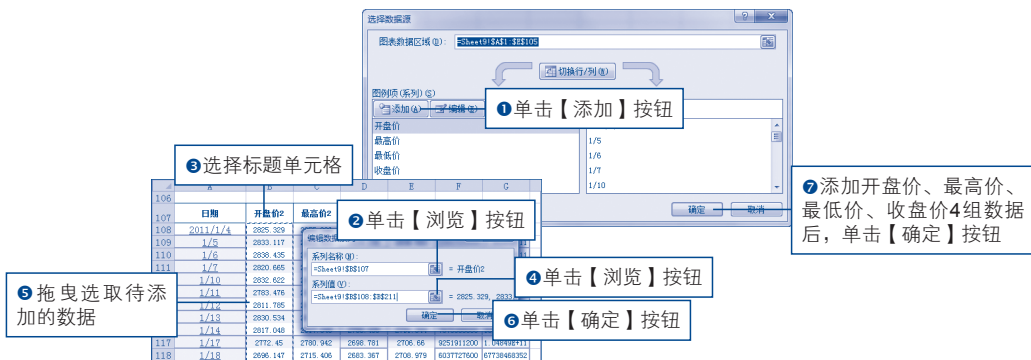 选择数据源
图表数据区域(D): =Sheet9!$A$1:$E$105
切换行/列(W)
图例项(系列)(S)
添加(A) 编辑(E)
❶单击【添加】按钮
开盘价
最高价 1/5
最低价 1/6
收盘价 1/7
1/10
确定 取消
❸选择标题单元格
❼添加开盘价、最高价、
最低价、收盘价4组数据
后，单击【确定】按钮
A B C D E F G
106
107 日期 开盘价2 最高价2
❷单击【浏览】按钮
108 2011/1/4 2825.329
109 1/5 2833.117
110 1/6 2838.435
111 1/7 2820.665
1/10 2832.622
1/11 2783.476
1/12 2811.785
1/13 2830.534
1/14 2817.048
117 1/17 2772.45 2780.942 2698.781 2706.66 9251911200 1.04849E+11
118 1/18 2696.147 2715.406 2683.367 2708.979 6037727600 67738468352
编辑数据
系列名称(N):
=Sheet9!$B$107 = 开盘价2
系列值(V):
=Sheet9!$B$108:$B$211 = 2825.329, 2833
确定
❹单击【浏览】按钮
❺拖曳选取待添
加的数据
❻单击【确定】按钮